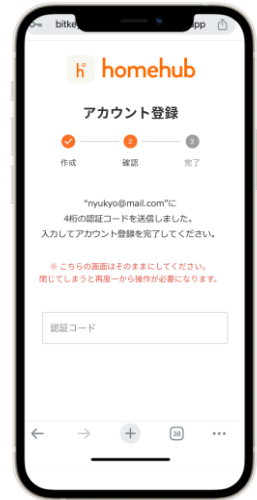 bitke
pp
h
homehub
アカウント登録
2
3
作成
確認
完了
"nyukyo@mail.com"に
4桁の認証コードを送信しました。
入力してアカウント登録を完了してください。
※こちらの画面はそのままにしてください。
閉じてしまうと再度一から操作が必要になります。
認証コード
38